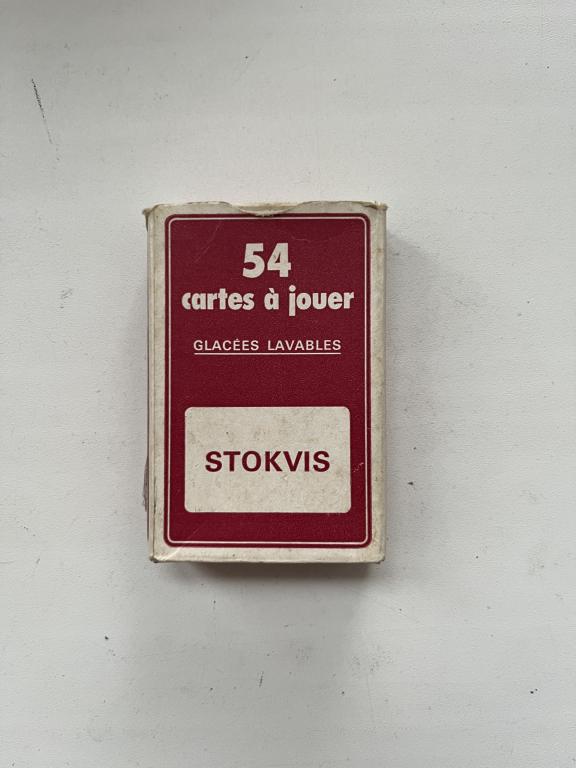 54
cartes à jouer
GLACÉES LAVABLES
STOKVIS